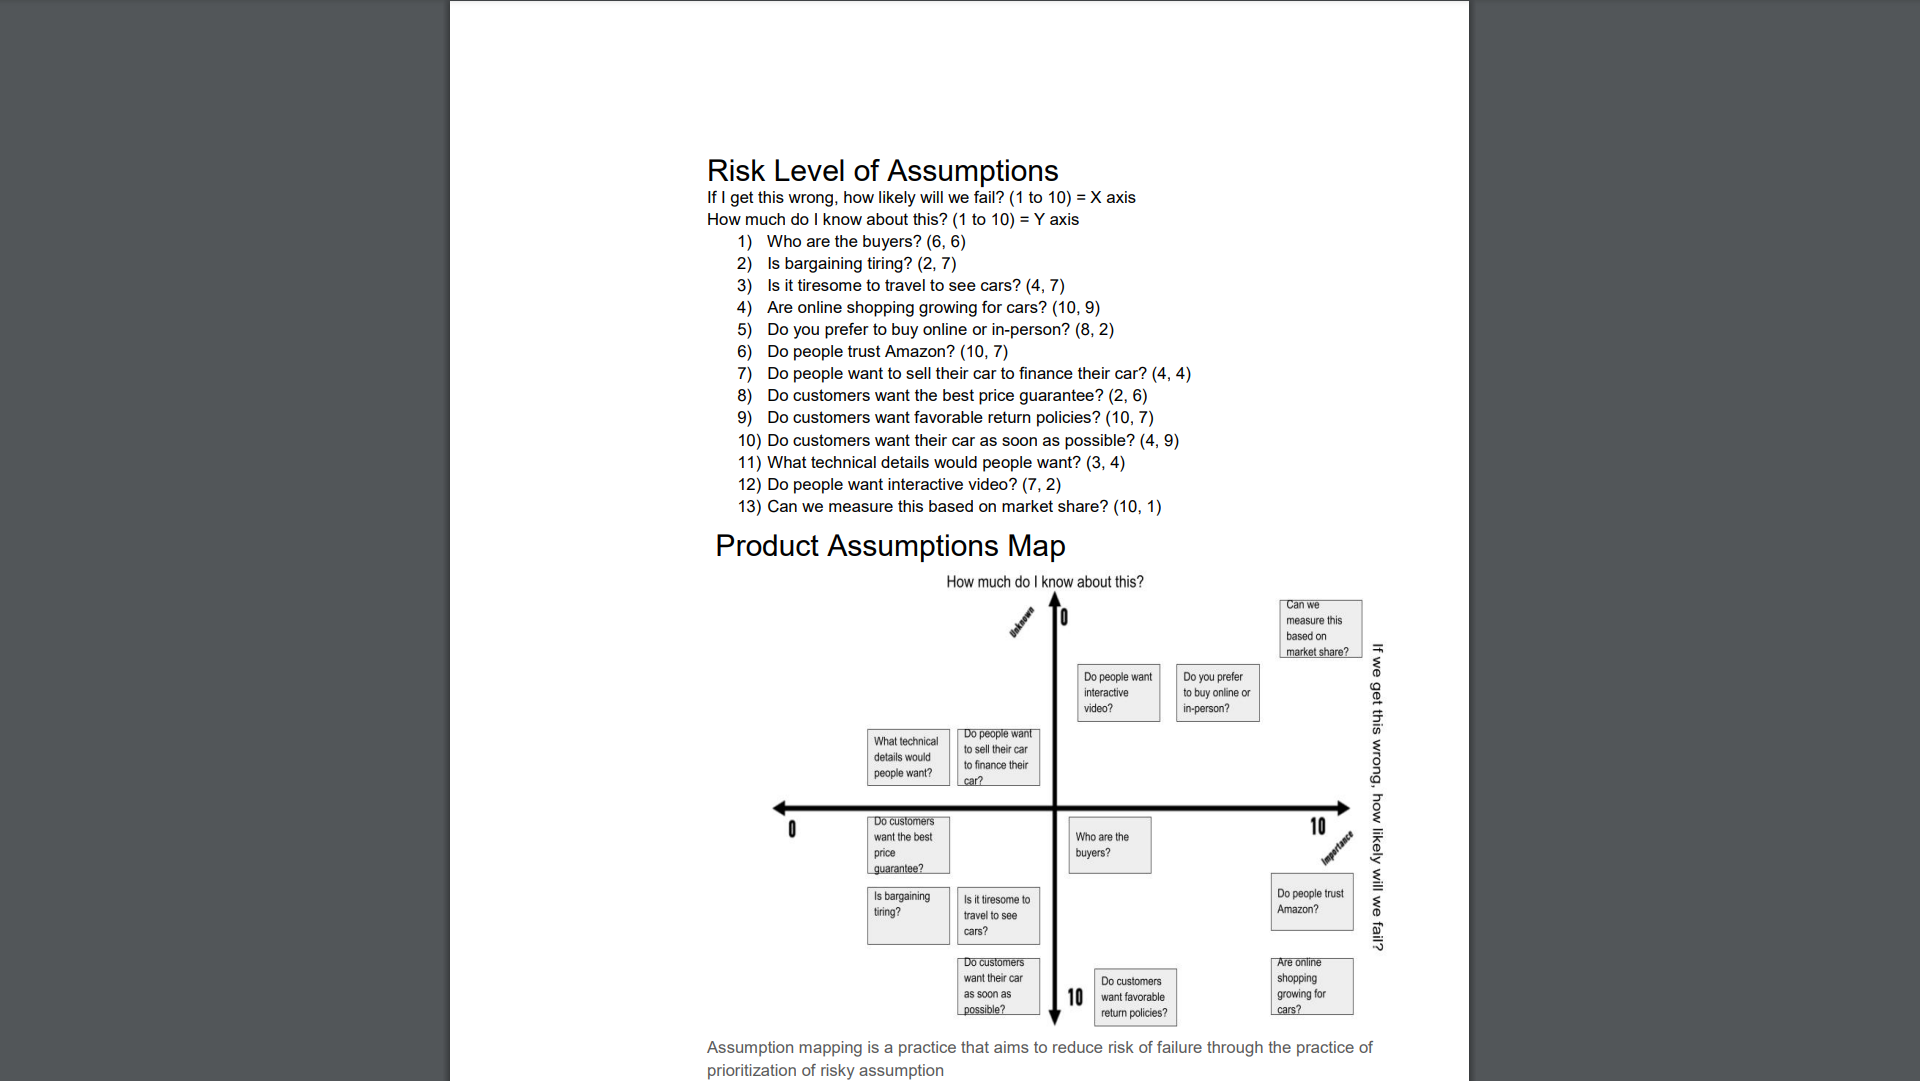 Risk Level of Assumptions
If I get this wrong, how likely will we fail? (1 to 10) = X axis
How much do I know about this? (1 to 10) = Y axis
1) Who are the buyers? (6, 6)
2) Is bargaining tiring? (2, 7)
3) Is it tiresome to travel to see cars? (4, 7)
4) Are online shopping growing for cars? (10, 9)
5) Do you prefer to buy online or in-person? (8, 2)
6) Do people trust Amazon? (10, 7)
7) Do people want to sell their car to finance their car? (4, 4)
8) Do customers want the best price guarantee? (2, 6)
9) Do customers want favorable return policies? (10, 7)
10) Do customers want their car as soon as possible? (4, 9)
11) What technical details would people want? (3, 4)
12) Do people want interactive video? (7, 2)
13) Can we measure this based on market share? (10, 1)
Product Assumptions Map
How much do I know about this?
Unknown
0
Can we
measure this
based on
market share?
Do people want
interactive
video?
Do you prefer
to buy online or
in-person?
If we get this wrong, how likely will we fail?
What technical
details would
people want?
Do people want
to sell their car
to finance their
car?
0
10
Importance
Do customers
want the best
price
guarantee?
Who are the
buyers?
Is bargaining
tiring?
Is it tiresome to
travel to see
cars?
Do people trust
Amazon?
Do customers
want their car
as soon as
possible?
10
Do customers
want favorable
return policies?
Are online
shopping
growing for
cars?
Assumption mapping is a practice that aims to reduce risk of failure through the practice of
prioritization of risky assumption